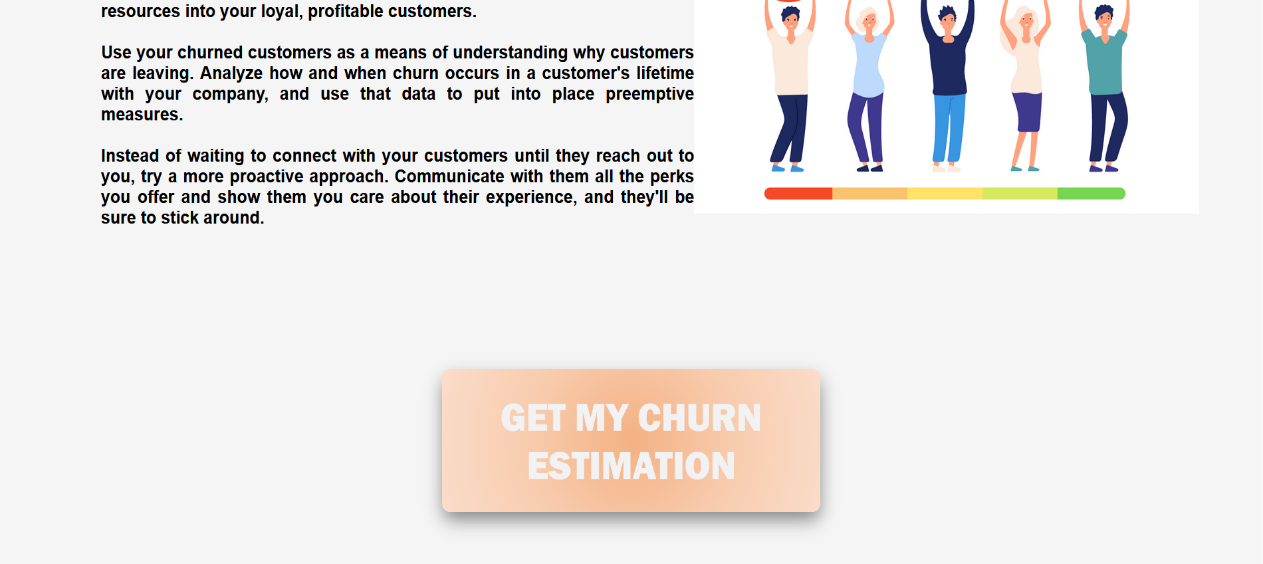 resources into your loyal, profitable customers.
Use your churned customers as a means of understanding why customers
are leaving. Analyze how and when churn occurs in a customer's lifetime
with your company, and use that data to put into place preemptive
measures.
Instead of waiting to connect with your customers until they reach out to
you, try a more proactive approach. Communicate with them all the perks
you offer and show them you care about their experience, and they'll be
sure to stick around.
GET MY CHURN
ESTIMATION